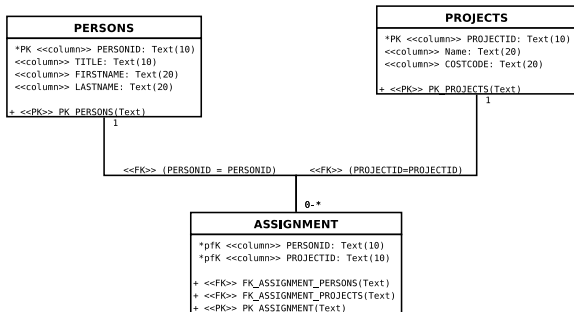 PERSONS
*PK <<column>> PERSONID: Text(10)
<<column>> TITLE: Text(10)
<<column>> FIRSTNAME: Text(20)
<<column>> LASTNAME: Text(20)
+ <<PK>> PK_PERSONS(Text)
1
PROJECTS
*PK <<column>> PROJECTID: Text(10)
<<column>> Name: Text(20)
<<column>> COSTCODE: Text(20)
+ <<PK>> PK_PROJECTS(Text)
1
<<FK>> (PERSONID = PERSONID)
<<FK>> (PROJECTID=PROJECTID)
0-*
ASSIGNMENT
*pfK <<column>> PERSONID: Text(10)
*pfK <<column>> PROJECTID: Text(10)
+ <<FK>> FK_ASSIGNMENT_PERSONS(Text)
+ <<FK>> FK_ASSIGNMENT_PROJECTS(Text)
+ <<PK>> PK_ASSIGNMENT(Text)